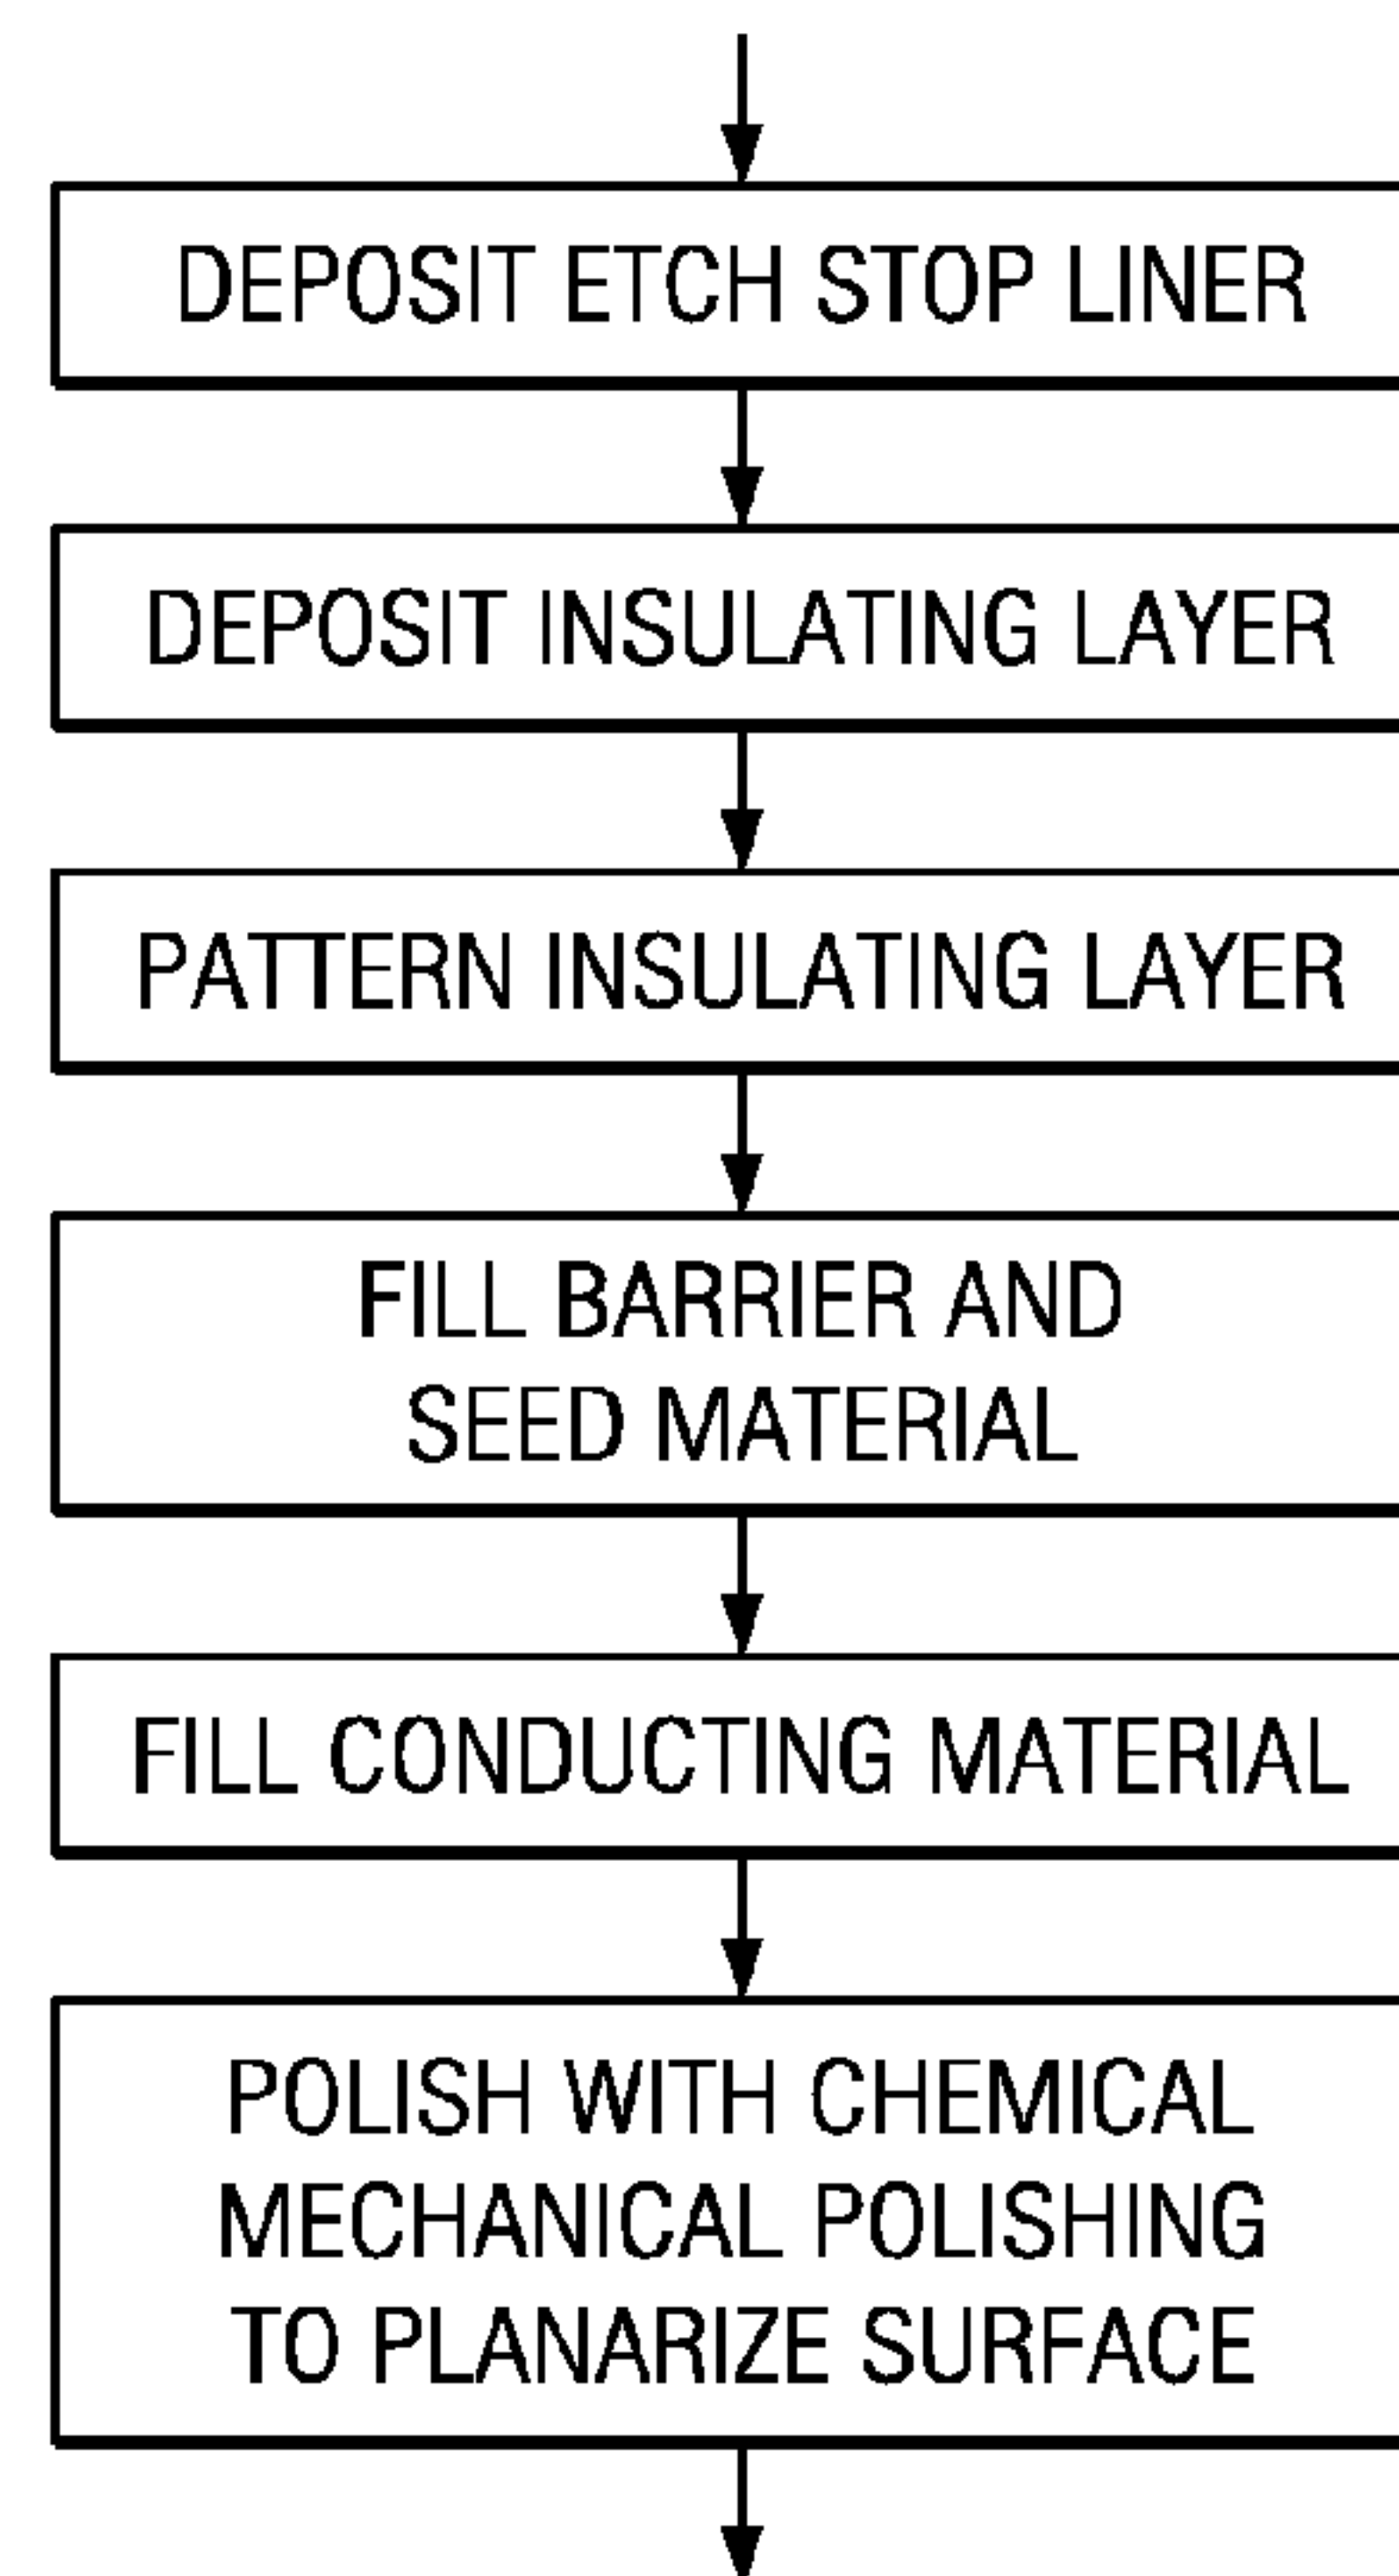 DEPOSIT ETCH STOP LINER
DEPOSIT INSULATING LAYER
PATTERN INSULATING LAYER
FILL BARRIER AND
SEED MATERIAL
FILL CONDUCTING MATERIAL
POLISH WITH CHEMICAL
MECHANICAL POLISHING
TO PLANARIZE SURFACE